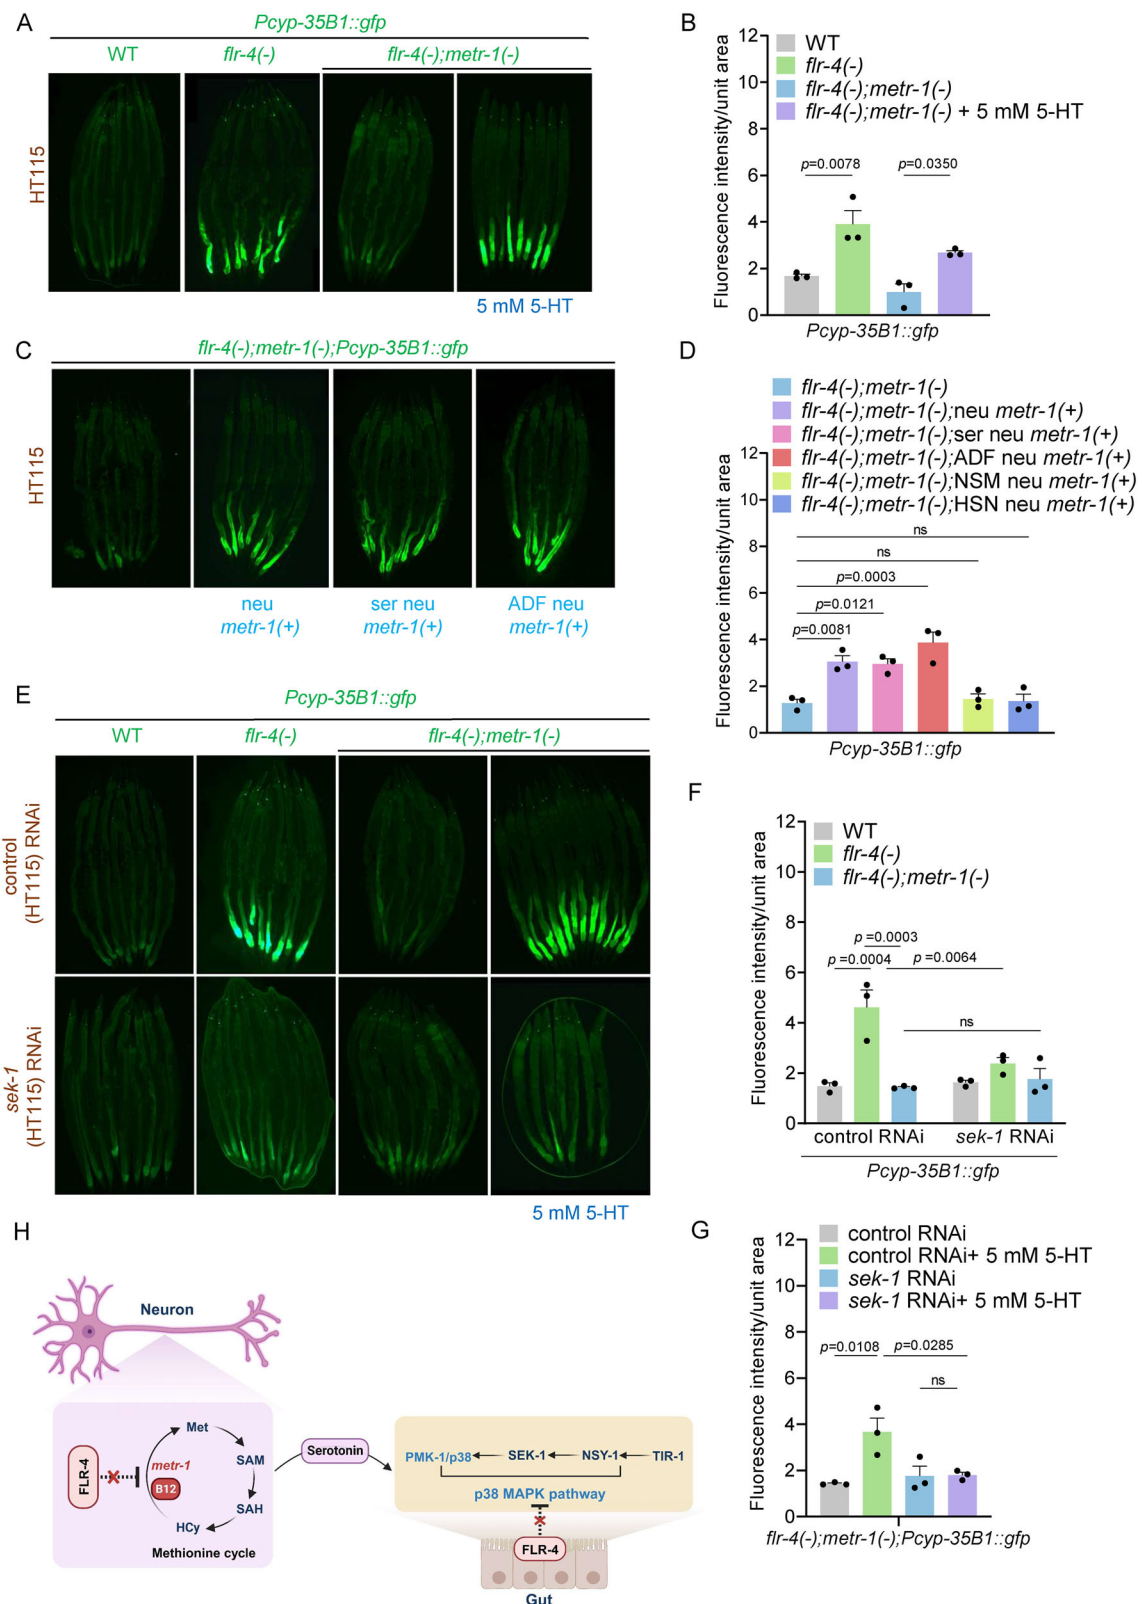 A
Pcyp-35B1::gfp
WT
flr-4(-)
flr-4(-);metr-1(-)
HT115
5 mM 5-HT
B
Fluorescence intensity/unit area
12
10
8
6
4
2
0
WT
flr-4(-)
flr-4(-);metr-1(-)
flr-4(-);metr-1(-) + 5 mM 5-HT
p=0.0078
p=0.0350
Pcyp-35B1::gfp
C
flr-4(-);metr-1(-);Pcyp-35B1::gfp
HT115
neu
metr-1(+)
ser neu
metr-1(+)
ADF neu
metr-1(+)
D
flr-4(-);metr-1(-)
flr-4(-);metr-1(-);neu metr-1(+)
flr-4(-);metr-1(-);ser neu metr-1(+)
flr-4(-);metr-1(-);ADF neu metr-1(+)
flr-4(-);metr-1(-);NSM neu metr-1(+)
flr-4(-);metr-1(-);HSN neu metr-1(+)
Fluorescence intensity/unit area
12
10
8
6
4
2
0
ns
ns
p=0.0003
p=0.0121
p=0.0081
Pcyp-35B1::gfp
E
Pcyp-35B1::gfp
WT
flr-4(-)
flr-4(-);metr-1(-)
control
(HT115) RNAi
sek-1
(HT115) RNAi
5 mM 5-HT
F
Fluorescence intensity/unit area
12
10
8
6
4
2
0
WT
flr-4(-)
flr-4(-);metr-1(-)
p =0.0003
p =0.0004
p =0.0064
ns
control RNAi
sek-1 RNAi
Pcyp-35B1::gfp
G
Fluorescence intensity/unit area
12
10
8
6
4
2
0
control RNAi
control RNAi+ 5 mM 5-HT
sek-1 RNAi
sek-1 RNAi+ 5 mM 5-HT
p=0.0108
p=0.0285
ns
flr-4(-);metr-1(-);Pcyp-35B1::gfp
H
Neuron
FLR-4
Met
metr-1
B12
SAM
SAH
HCy
Methionine cycle
Serotonin
PMK-1/p38
SEK-1
NSY-1
TIR-1
p38 MAPK pathway
FLR-4
Gut